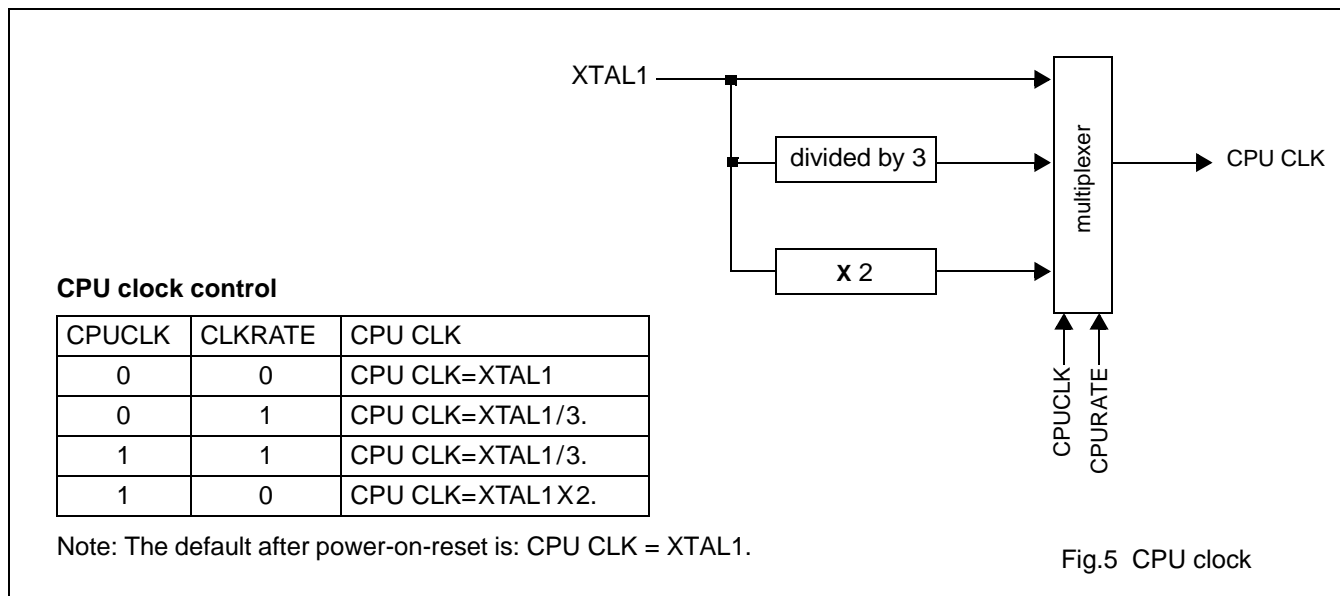 XTAL1
divided by 3
X 2
multiplexer
CPU CLK
CPUCLK
CPURATE
CPU clock control
CPUCLK CLKRATE CPU CLK
0 0 CPU CLK=XTAL1
0 1 CPU CLK=XTAL1/3.
1 1 CPU CLK=XTAL1/3.
1 0 CPU CLK=XTAL1X2.
Note: The default after power-on-reset is: CPU CLK = XTAL1.
Fig.5 CPU clock